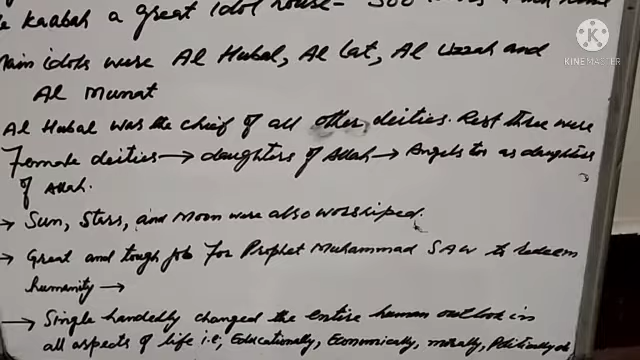 Kaabah a great Idol house -
Main idols were Al Hubal, Al Lat, Al Uzzah and
Al Munat
Al Hubal was the chief of all other deities. Rest three were
Female deities → daughters of Allah → Angels too as daughters
of Allah.
→ Sun, Stars, and Moon were also worshiped.
→ Great and tough job for Prophet Muhammad SAW to redeem
humanity →
→ Single handedly changed the entire human outlook in
all aspects of life i.e; Educationally, Economically, morally, Politically
K
KINEMASTER